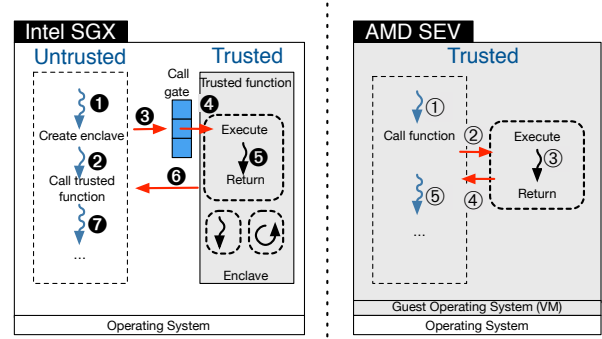 Intel SGX
Untrusted
Trusted
Call
gate
Trusted function
❶
Create enclave
❸
❹
Execute
❷
❺
Call trusted
function
❻
Return
❼
...
Enclave
Operating System
AMD SEV
Trusted
①
Call function
②
Execute
③
④
Return
⑤
...
Guest Operating System (VM)
Operating System